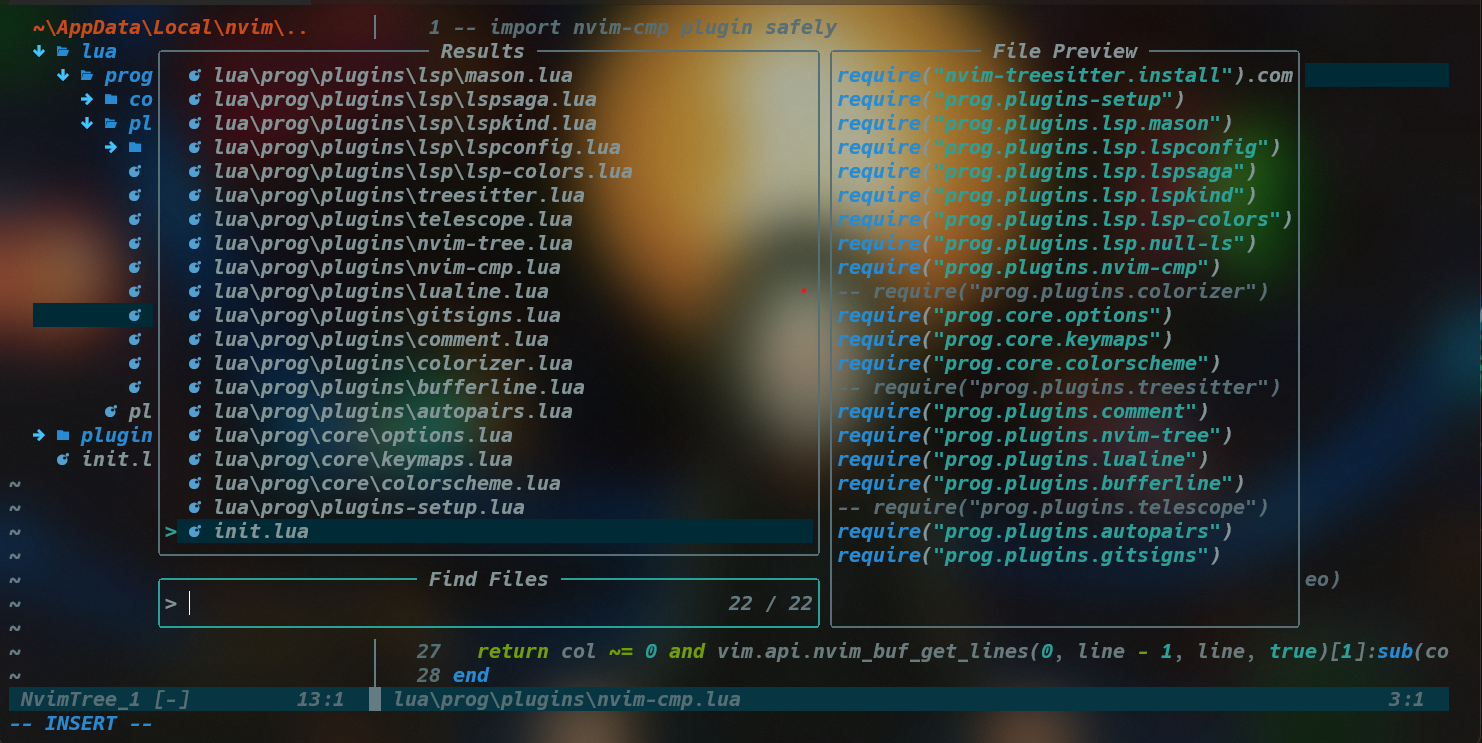 ~\AppData\Local\nvim\..
1 -- import nvim-cmp plugin safely
lua
prog
co
pl
pl
plugin
init.l
~
~
~
~
~
~
~
~
~
Results
lua\prog\plugins\lsp\mason.lua
lua\prog\plugins\lsp\lspsaga.lua
lua\prog\plugins\lsp\lspkind.lua
lua\prog\plugins\lsp\lspconfig.lua
lua\prog\plugins\lsp\lsp-colors.lua
lua\prog\plugins\treesitter.lua
lua\prog\plugins\telescope.lua
lua\prog\plugins\nvim-tree.lua
lua\prog\plugins\nvim-cmp.lua
lua\prog\plugins\lualine.lua
lua\prog\plugins\gitsigns.lua
lua\prog\plugins\comment.lua
lua\prog\plugins\colorizer.lua
lua\prog\plugins\bufferline.lua
lua\prog\plugins\autopairs.lua
lua\prog\core\options.lua
lua\prog\core\keymaps.lua
lua\prog\core\colorscheme.lua
lua\prog\plugins-setup.lua
> init.lua
Find Files
> 22 / 22
File Preview
require("nvim-treesitter.install").com
require("prog.plugins-setup")
require("prog.plugins.lsp.mason")
require("prog.plugins.lsp.lspconfig")
require("prog.plugins.lsp.lspsaga")
require("prog.plugins.lsp.lspkind")
require("prog.plugins.lsp.lsp-colors")
require("prog.plugins.lsp.null-ls")
require("prog.plugins.nvim-cmp")
-- require("prog.plugins.colorizer")
require("prog.core.options")
require("prog.core.keymaps")
require("prog.core.colorscheme")
-- require("prog.plugins.treesitter")
require("prog.plugins.comment")
require("prog.plugins.nvim-tree")
require("prog.plugins.lualine")
require("prog.plugins.bufferline")
-- require("prog.plugins.telescope")
require("prog.plugins.autopairs")
require("prog.plugins.gitsigns")
eo)
27 return col ~= 0 and vim.api.nvim_buf_get_lines(0, line - 1, line, true)[1]:sub(co
28 end
NvimTree_1 [-] 13:1 lua\prog\plugins\nvim-cmp.lua 3:1
-- INSERT --